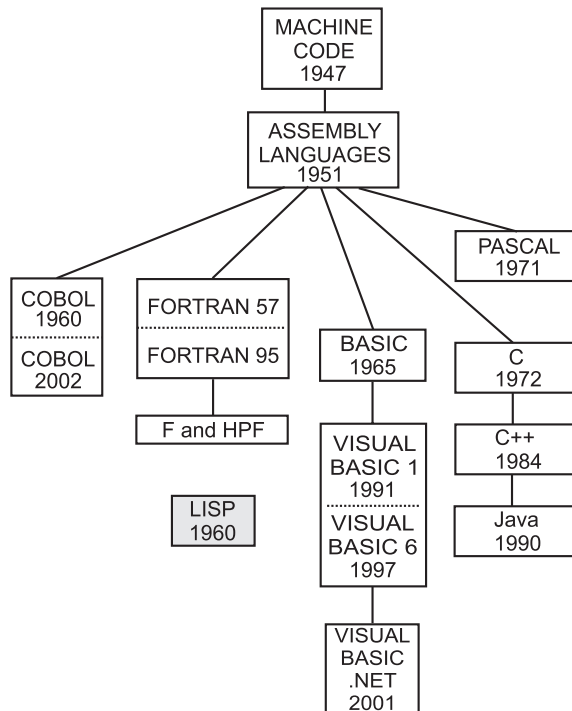 MACHINE
CODE
1947
ASSEMBLY
LANGUAGES
1951
PASCAL
1971
COBOL
1960
COBOL
2002
FORTRAN 57
FORTRAN 95
F and HPF
LISP
1960
BASIC
1965
VISUAL
BASIC 1
1991
VISUAL
BASIC 6
1997
VISUAL
BASIC
.NET
2001
C
1972
C++
1984
Java
1990